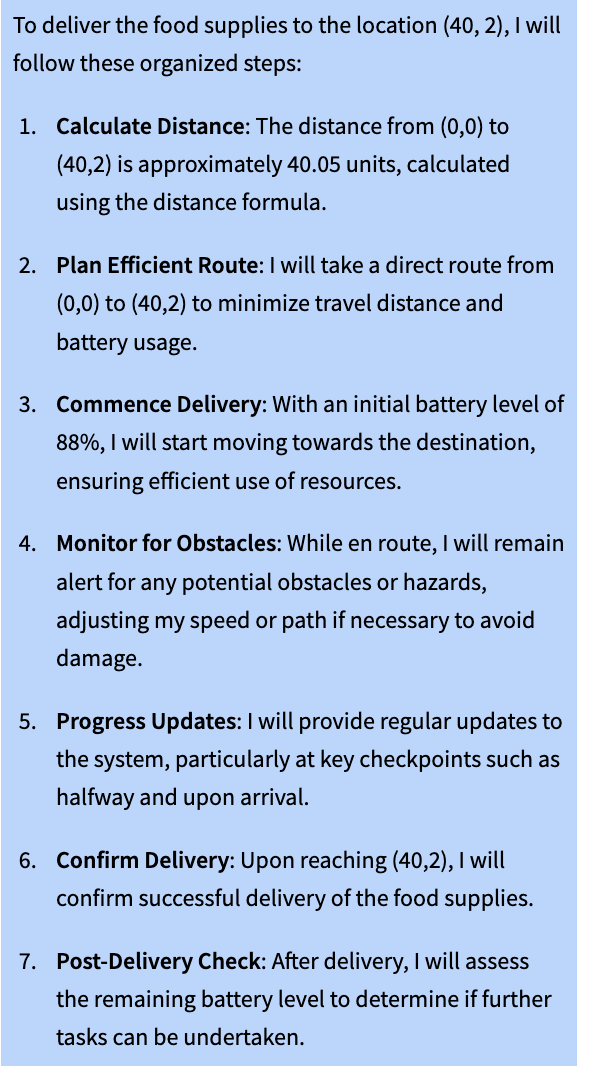 To deliver the food supplies to the location (40, 2), I will
follow these organized steps:
1. Calculate Distance: The distance from (0,0) to
(40,2) is approximately 40.05 units, calculated
using the distance formula.
2. Plan Efficient Route: I will take a direct route from
(0,0) to (40,2) to minimize travel distance and
battery usage.
3. Commence Delivery: With an initial battery level of
88%, I will start moving towards the destination,
ensuring efficient use of resources.
4. Monitor for Obstacles: While en route, I will remain
alert for any potential obstacles or hazards,
adjusting my speed or path if necessary to avoid
damage.
5. Progress Updates: I will provide regular updates to
the system, particularly at key checkpoints such as
halfway and upon arrival.
6. Confirm Delivery: Upon reaching (40,2), I will
confirm successful delivery of the food supplies.
7. Post-Delivery Check: After delivery, I will assess
the remaining battery level to determine if further
tasks can be undertaken.